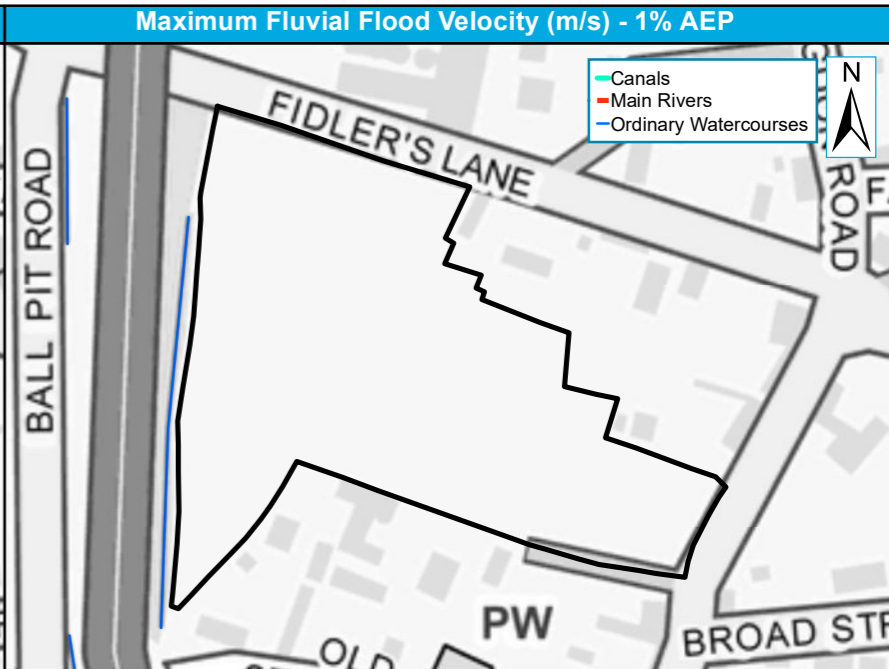 Maximum Fluvial Flood Velocity (m/s) - 1% AEP
Canals
Main Rivers
Ordinary Watercourses
N
FIDLER'S LANE
ROAD
BALL PIT ROAD
PW
BROAD STR
OLD